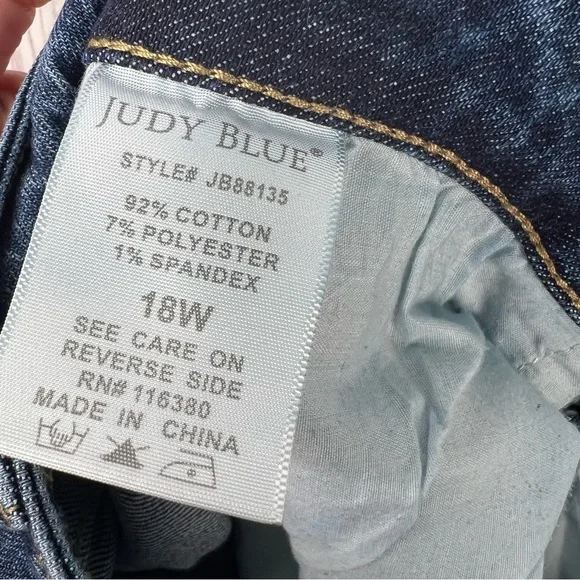 JUDY BLUE®
STYLE# JB88135
92% COTTON
7% POLYESTER
1% SPANDEX
18W
SEE CARE ON
REVERSE SIDE
RN# 116380
MADE IN CHINA